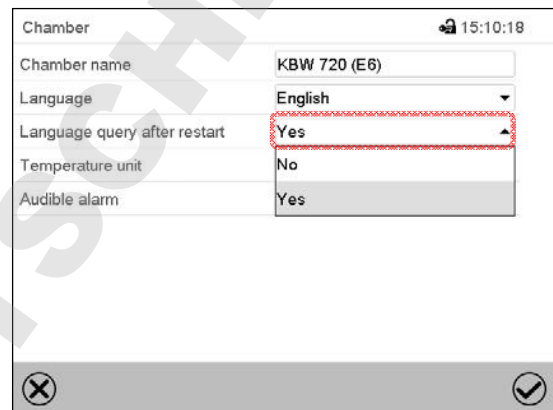 Chamber 15:10:18
Chamber name KBW 720 (E6)
Language English
Language query after restart Yes
Temperature unit No
Audible alarm Yes